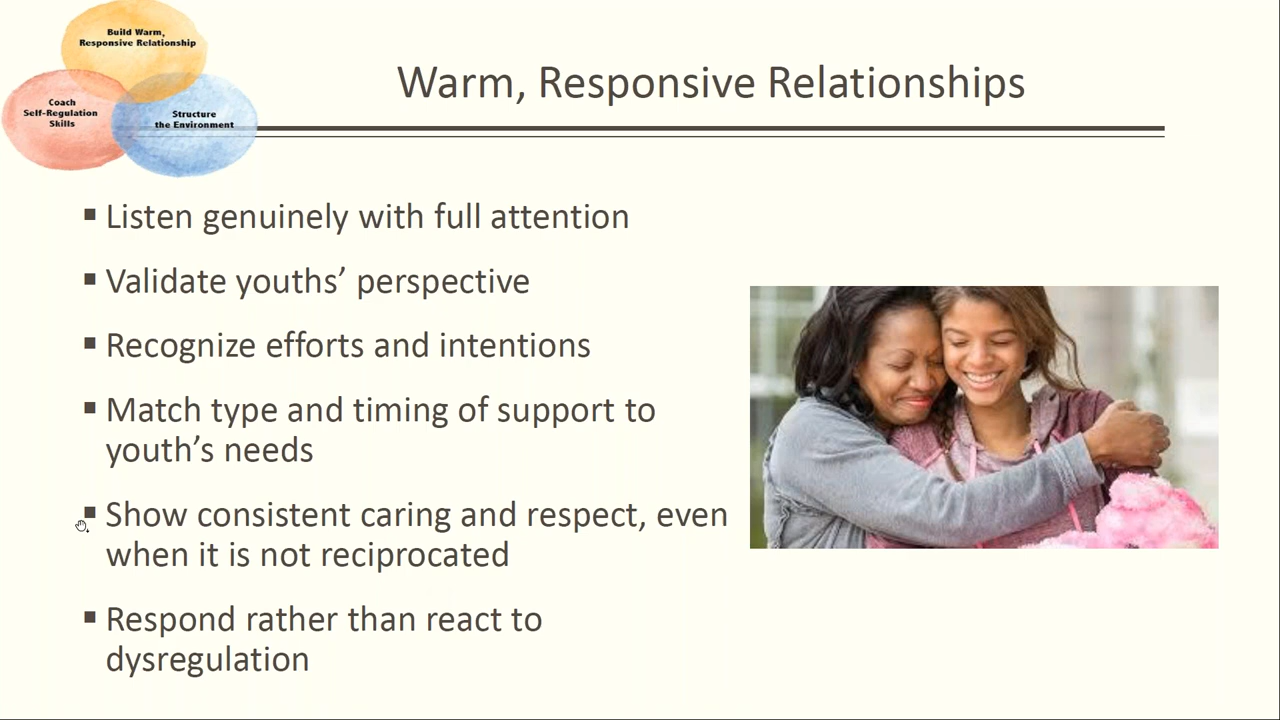 Build Warm,
Responsive Relationship
Coach
Self-Regulation
Skills
Structure
the Environment
Warm, Responsive Relationships
▪ Listen genuinely with full attention
▪ Validate youths’ perspective
▪ Recognize efforts and intentions
▪ Match type and timing of support to
youth’s needs
▪ Show consistent caring and respect, even
when it is not reciprocated
▪ Respond rather than react to
dysregulation